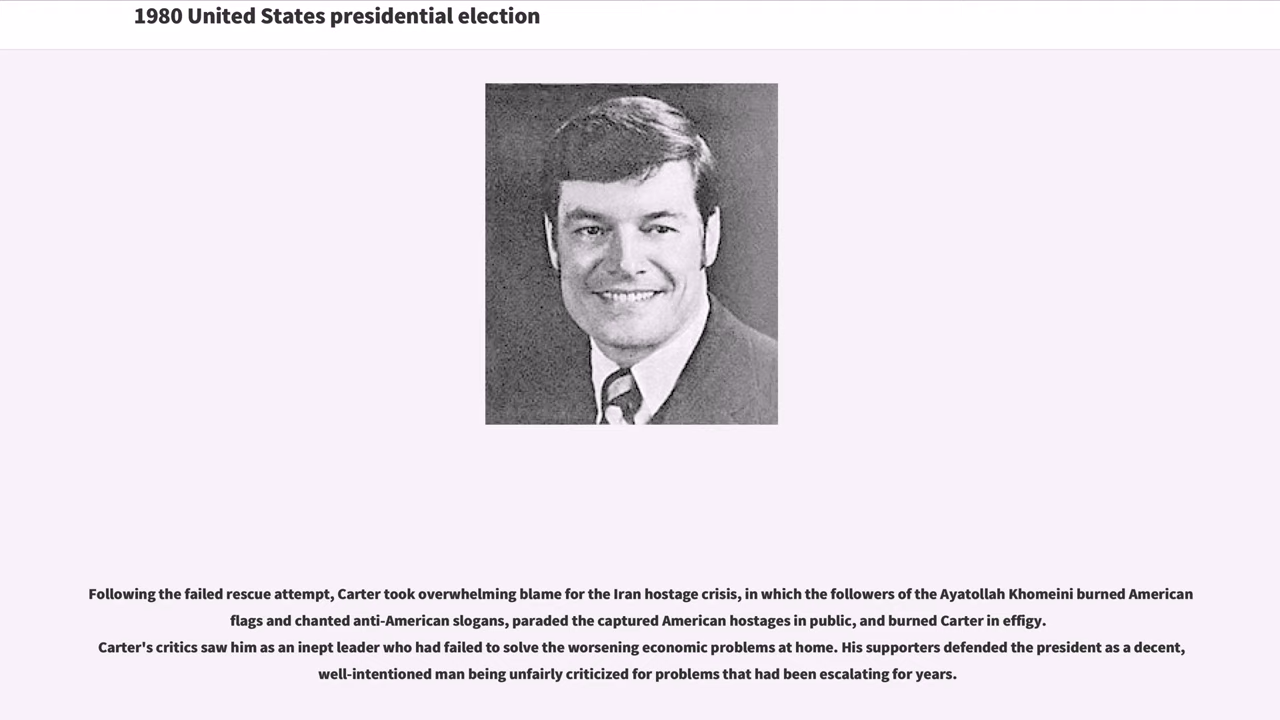 1980 United States presidential election
Following the failed rescue attempt, Carter took overwhelming blame for the Iran hostage crisis, in which the followers of the Ayatollah Khomeini burned American
flags and chanted anti-American slogans, paraded the captured American hostages in public, and burned Carter in effigy.
Carter's critics saw him as an inept leader who had failed to solve the worsening economic problems at home. His supporters defended the president as a decent,
well-intentioned man being unfairly criticized for problems that had been escalating for years.